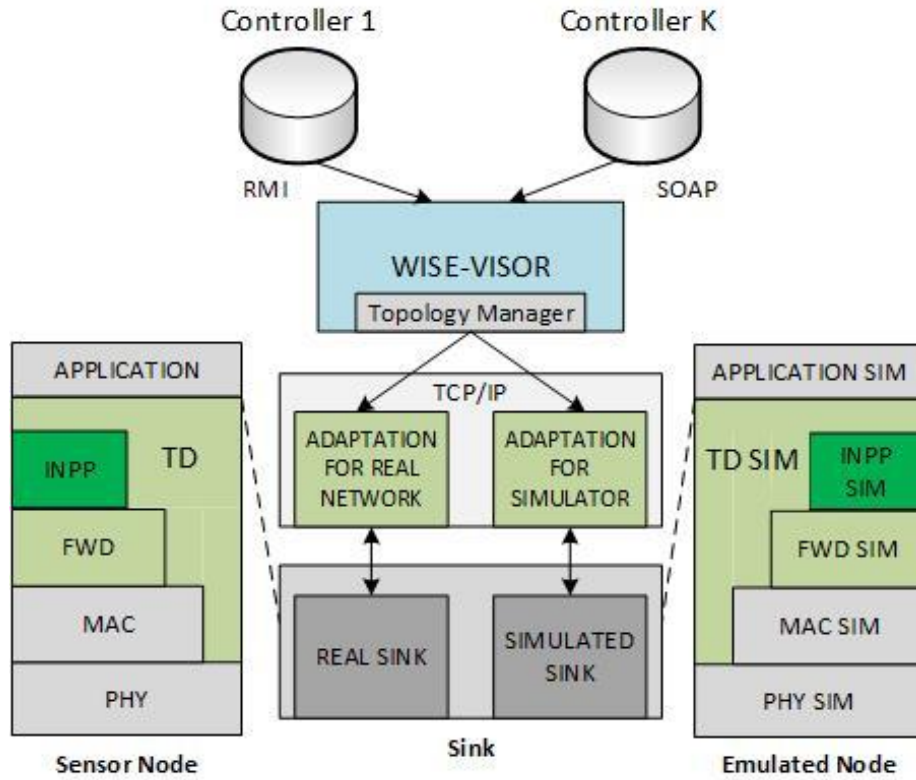 Controller 1
Controller K
RMI
SOAP
WISE-VISOR
Topology Manager
APPLICATION
TD
INPP
FWD
MAC
PHY
Sensor Node
TCP/IP
ADAPTATION
FOR REAL
NETWORK
ADAPTATION
FOR
SIMULATOR
REAL SINK
SIMULATED
SINK
Sink
APPLICATION SIM
TD SIM
INPP
SIM
FWD SIM
MAC SIM
PHY SIM
Emulated Node